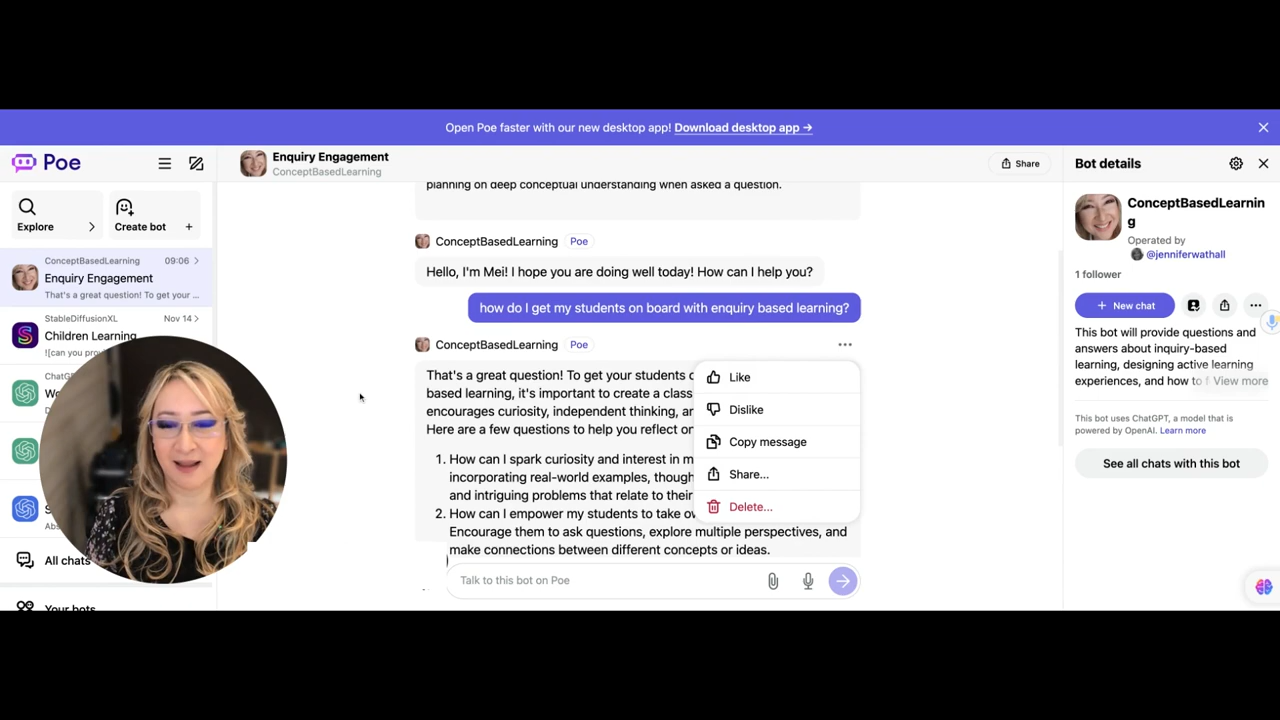 Open Poe faster with our new desktop app! Download desktop app →
Poe
Explore
Create bot +
ConceptBasedLearning 09:06
Enquiry Engagement
That's a great question! To get your ...
StableDiffusionXL Nov 14
Children Learning
![can you
All chats
Your bots
Enquiry Engagement
ConceptBasedLearning
Share
planning on deep conceptual understanding when asked a question.
ConceptBasedLearning Poe
Hello, I'm Mei! I hope you are doing well today! How can I help you?
how do I get my students on board with enquiry based learning?
ConceptBasedLearning Poe
That's a great question! To get your students
based learning, it's important to create a class
encourages curiosity, independent thinking,
Here are a few questions to help you reflect
1. How can I spark curiosity and interest in
incorporating real-world examples,
and intriguing problems that relate to their
2. How can I empower my students to take
Encourage them to ask questions, explore multiple perspectives, and
make connections between different concepts or ideas.
Like
Dislike
Copy message
Share...
Delete...
Talk to this bot on Poe
Bot details
ConceptBasedLearnin
g
Operated by
@jenniferwathall
1 follower
+ New chat
This bot will provide questions and
answers about inquiry-based
learning, designing active learning
experiences, and how to f View more
This bot uses ChatGPT, a model that is
powered by OpenAI. Learn more
See all chats with this bot